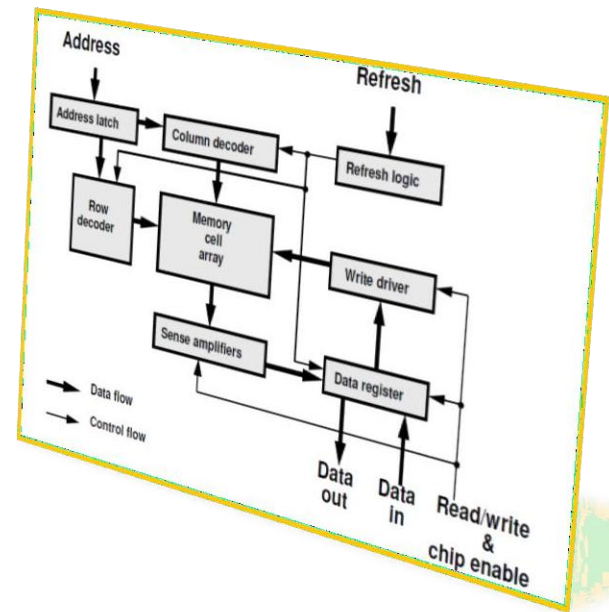 Address
Refresh
Address latch
Column decoder
Refresh logic
Row
decoder
Memory
cell
array
Write driver
Sense amplifiers
Data register
Data flow
Control flow
Data
out
Data
in
Read/write
&
chip enable